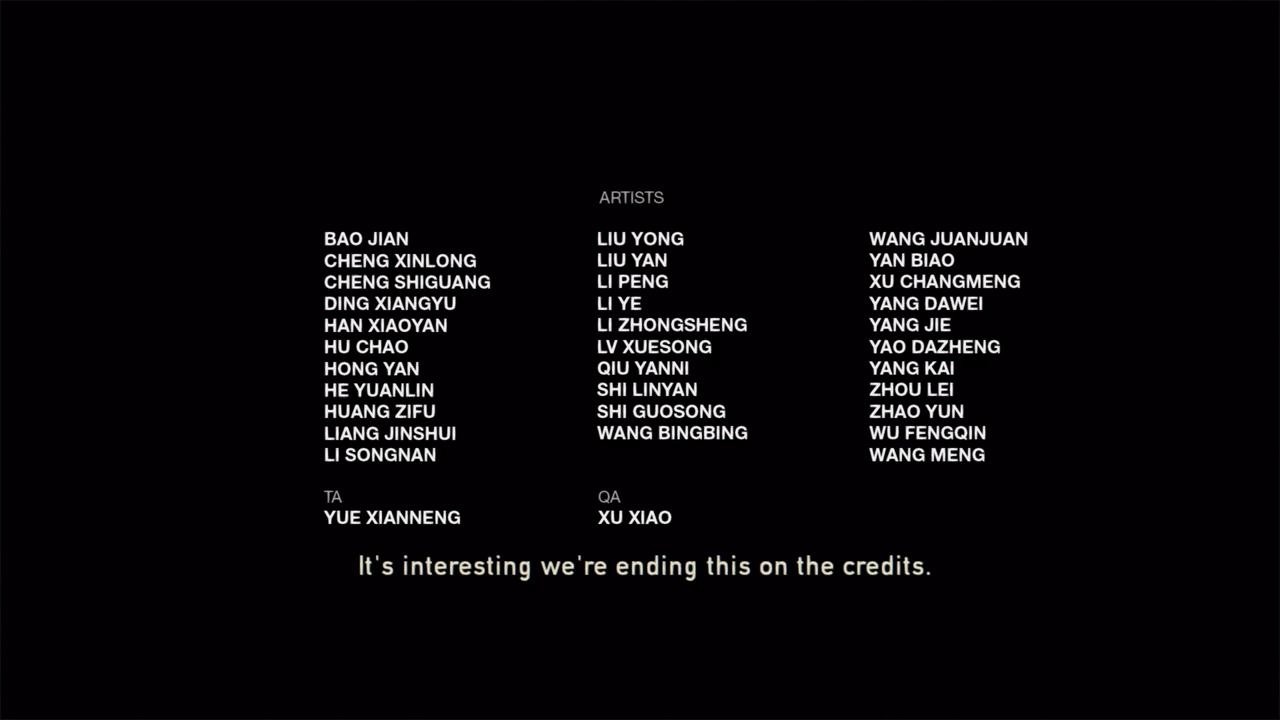 ARTISTS
BAO JIAN
CHENG XINLONG
CHENG SHIGUANG
DING XIANGYU
HAN XIAOYAN
HU CHAO
HONG YAN
HE YUANLIN
HUANG ZIFU
LIANG JINSHUI
LI SONGNAN
LIU YONG
LIU YAN
LI PENG
LI YE
LI ZHONGSHENG
LV XUESONG
QIU YANNI
SHI LINYAN
SHI GUOSONG
WANG BINGBING
WANG JUANJUAN
YAN BIAO
XU CHANGMENG
YANG DAWEI
YANG JIE
YAO DAZHENG
YANG KAI
ZHOU LEI
ZHAO YUN
WU FENGQIN
WANG MENG
TA
YUE XIANNENG
QA
XU XIAO
It's interesting we're ending this on the credits.